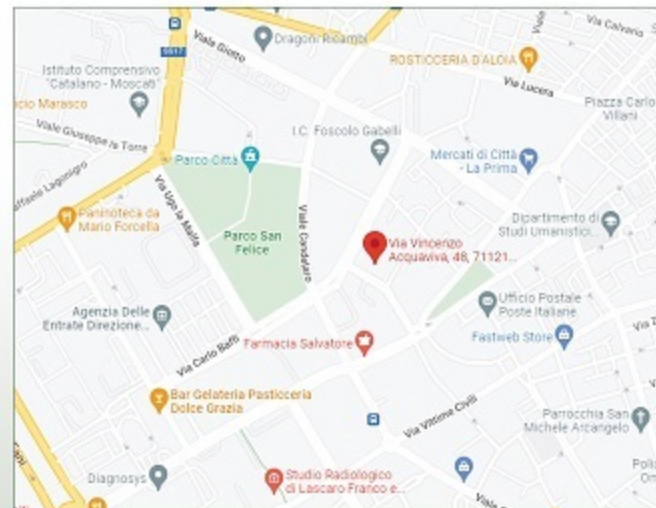 Viale Giotto
Dragoni Ricambi
Via Calvario
ROSTICCERIA D'ALOIA
Via Lucera
Istituto Comprensivo
"Catalano - Moscati"
cio Marasco
Piazza Carlo
Villani
Viale Giuseppe la Torre
I.C. Foscolo Gabelli
Parco Città
Mercati di Città
- La Prima
affaele Lagonigro
Via Ugo la Malfa
Viale Candelaro
Paninoteca da
Mario Forcella
Parco San
Felice
Dipartimento di
Studi Umanistici...
Via Vincenzo
Acquaviva, 48, 71121...
Agenzia Delle
Entrate Direzione...
Ufficio Postale
Poste Italiane
Fastweb Store
Via Carlo Baffi
Farmacia Salvatore
Bar Gelateria Pasticceria
Dolce Grazia
Via Vittime Civili
Parrocchia San
Michele Arcangelo
Diagnosys
Studio Radiologico
di Lascaro Franco e...